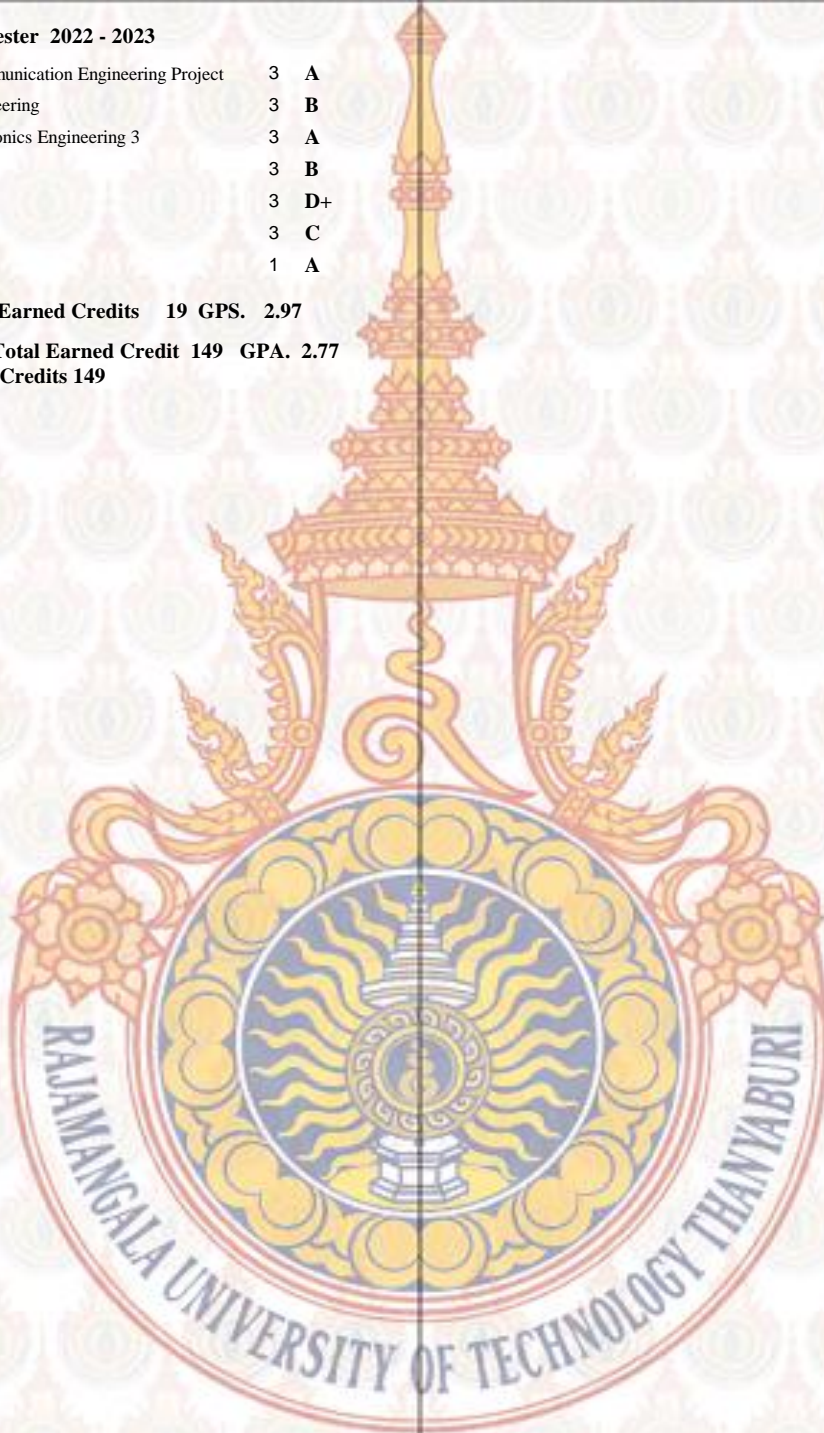 ester 2022 - 2023
munication Engineering Project 3 A
eering 3 B
onics Engineering 3 3 A
3 B
3 D+
3 C
1 A
Earned Credits 19 GPS. 2.97
Total Earned Credit 149 GPA. 2.77
Credits 149
RAJAMANGALA UNIVERSITY OF TECHNOLOGY THANYABURI